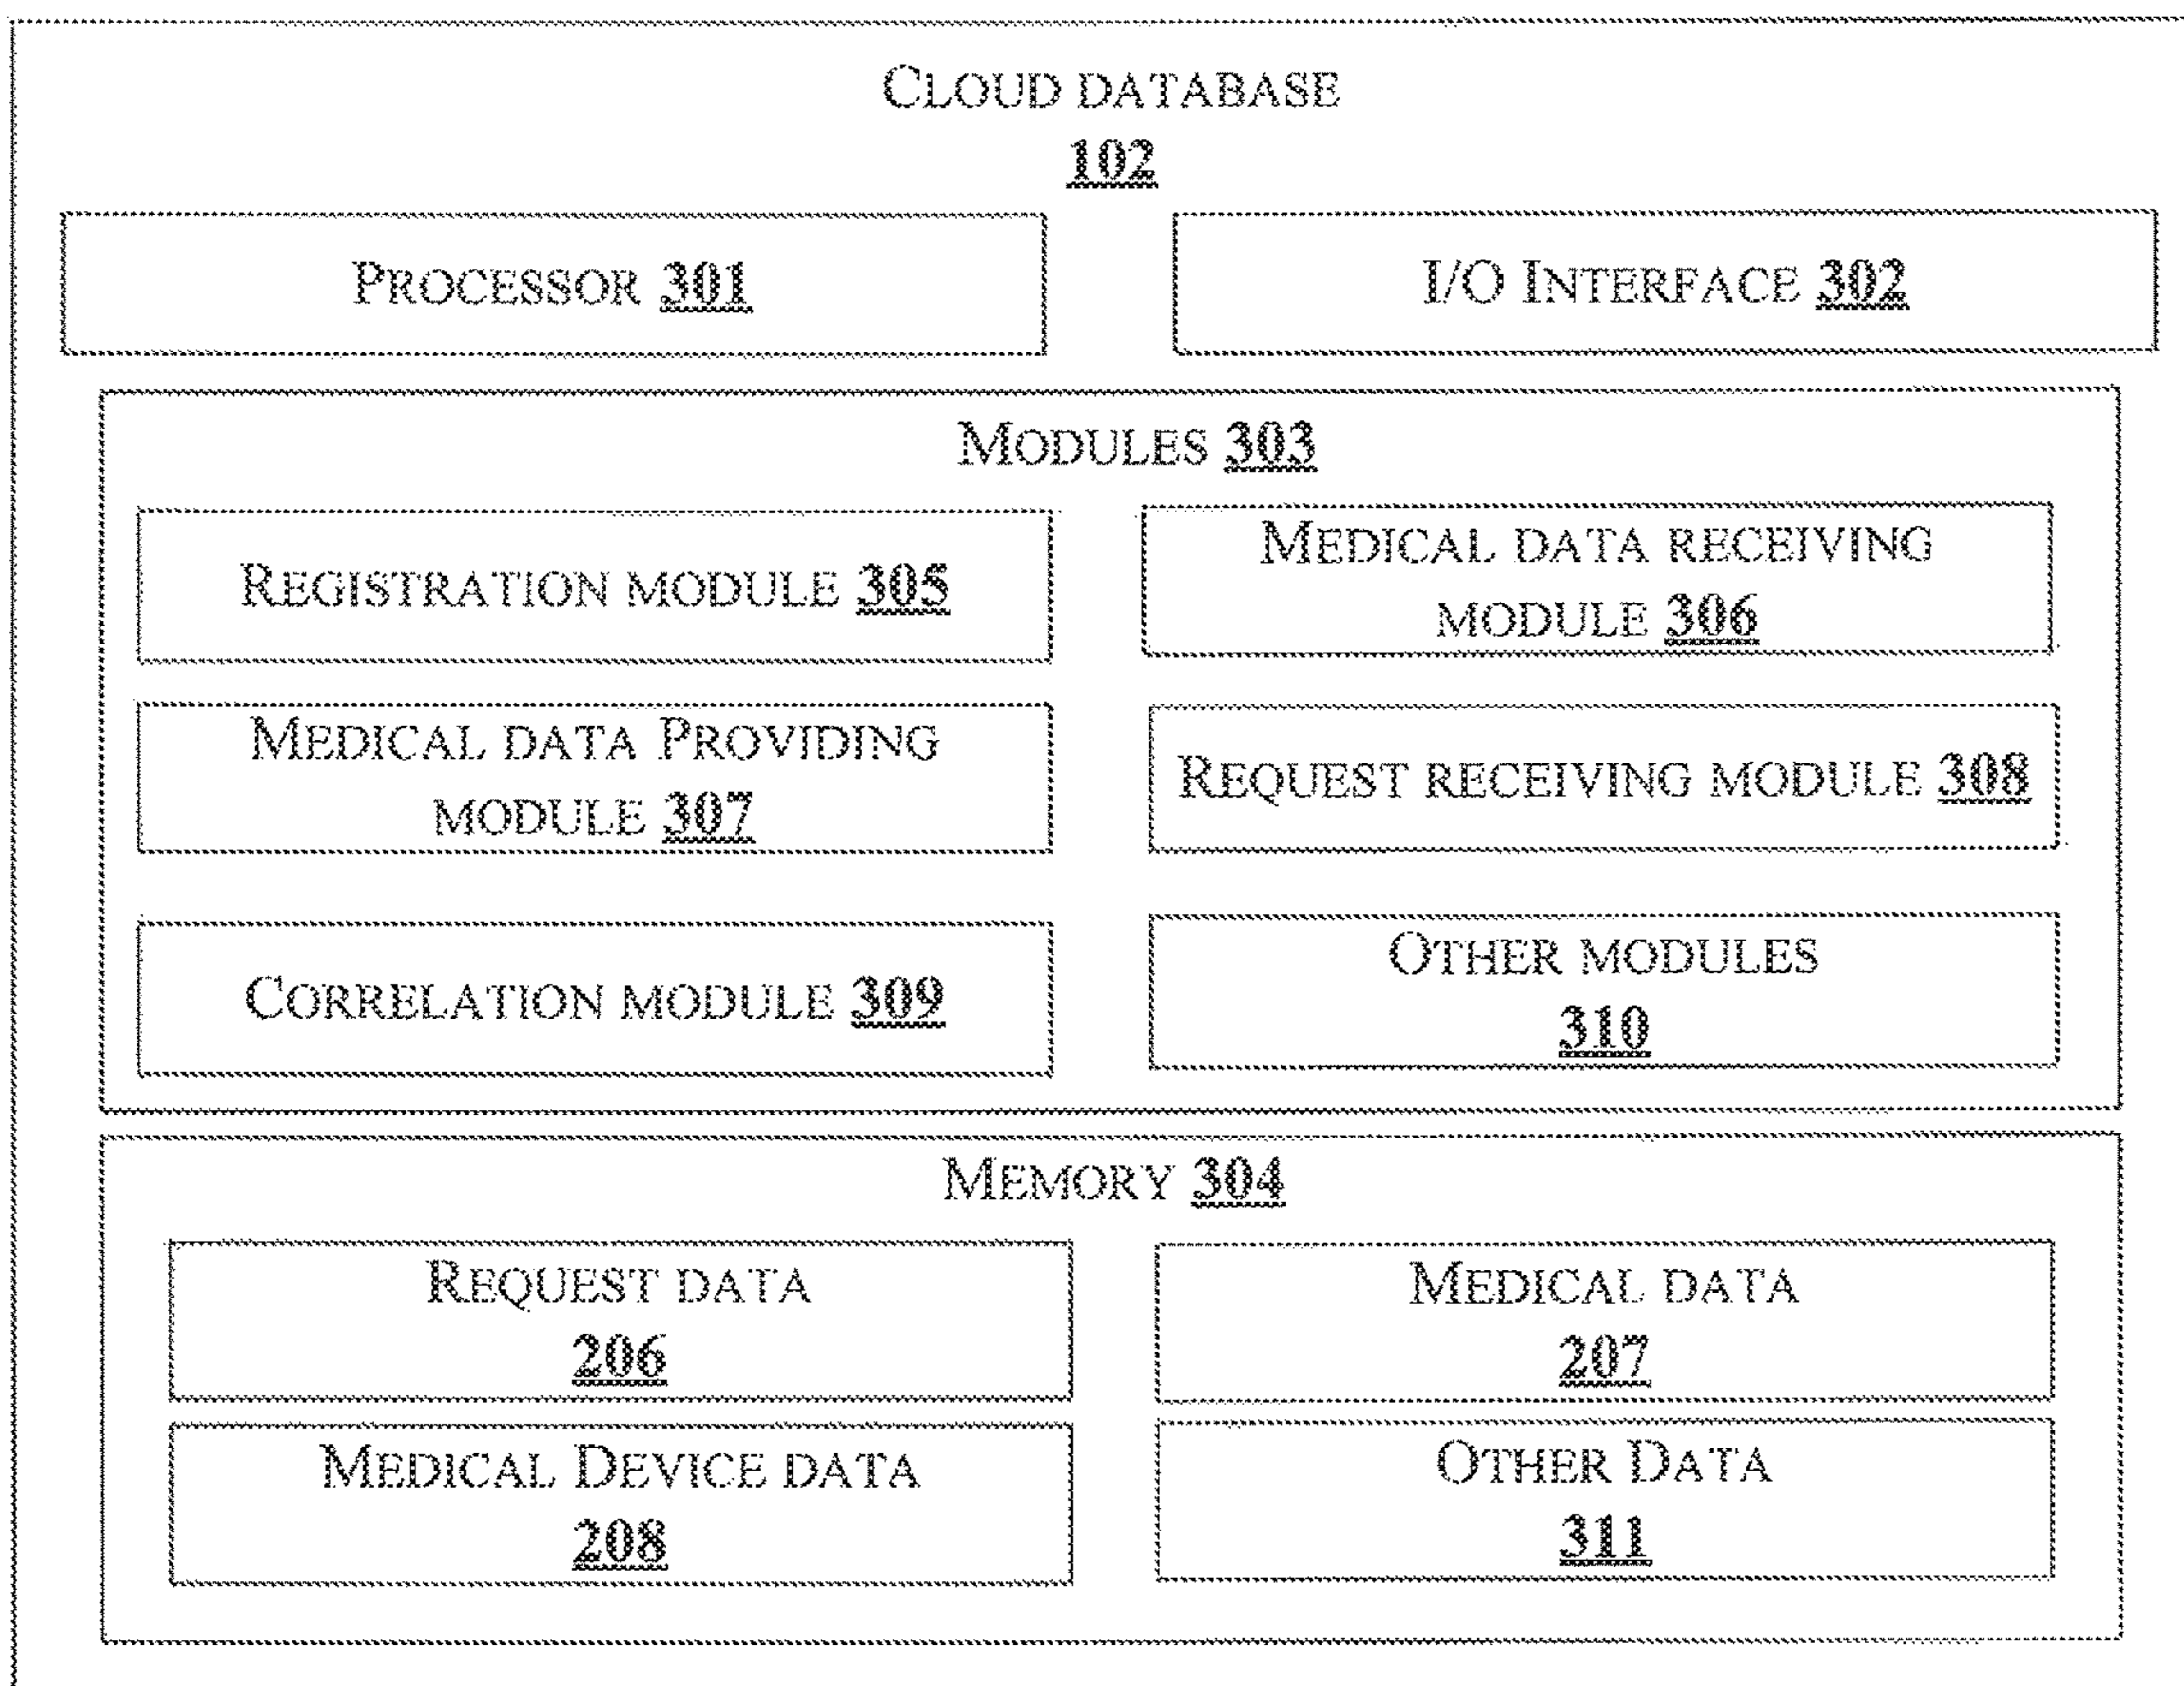 CLOUD DATABASE
102
PROCESSOR 301
I/O INTERFACE 302
MODULES 303
REGISTRATION MODULE 305
MEDICAL DATA RECEIVING
MODULE 306
MEDICAL DATA PROVIDING
MODULE 307
REQUEST RECEIVING MODULE 308
CORRELATION MODULE 309
OTHER MODULES
310
MEMORY 304
REQUEST DATA
206
MEDICAL DATA
207
MEDICAL DEVICE DATA
208
OTHER DATA
311